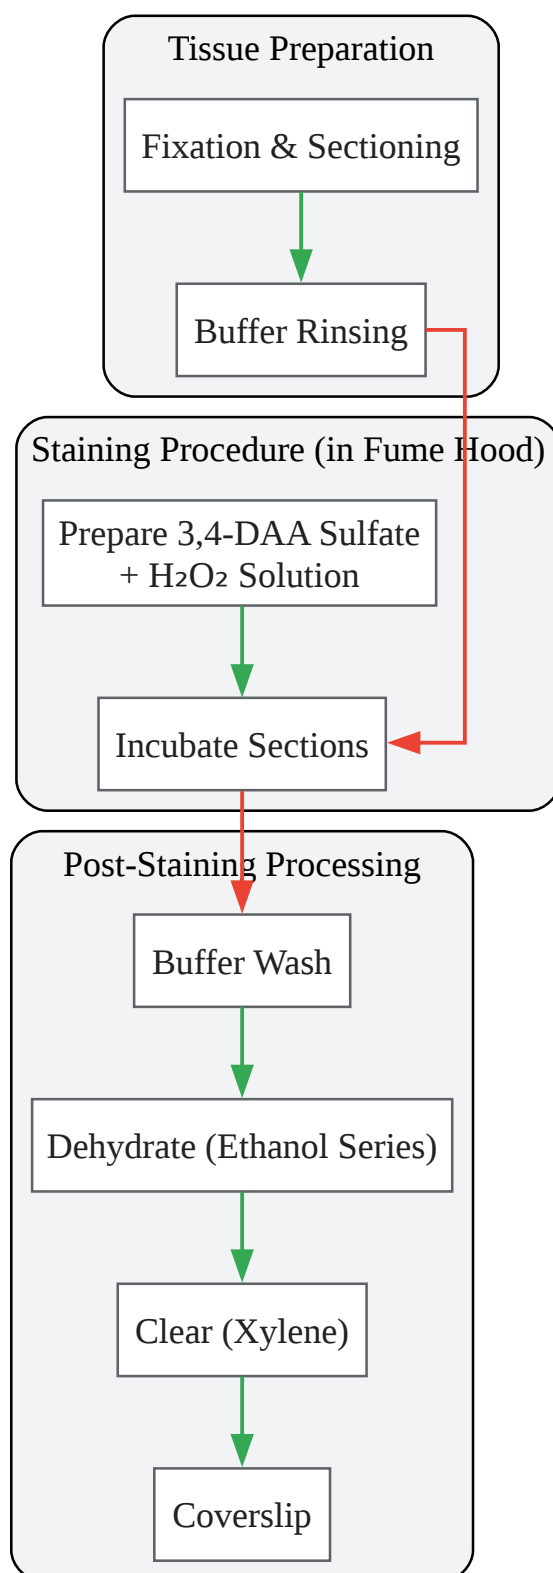 Tissue Preparation
Fixation & Sectioning
Buffer Rinsing
Staining Procedure (in Fume Hood)
Prepare 3,4-DAA Sulfate
+ H₂O₂ Solution
Incubate Sections
Post-Staining Processing
Buffer Wash
Dehydrate (Ethanol Series)
Clear (Xylene)
Coverslip